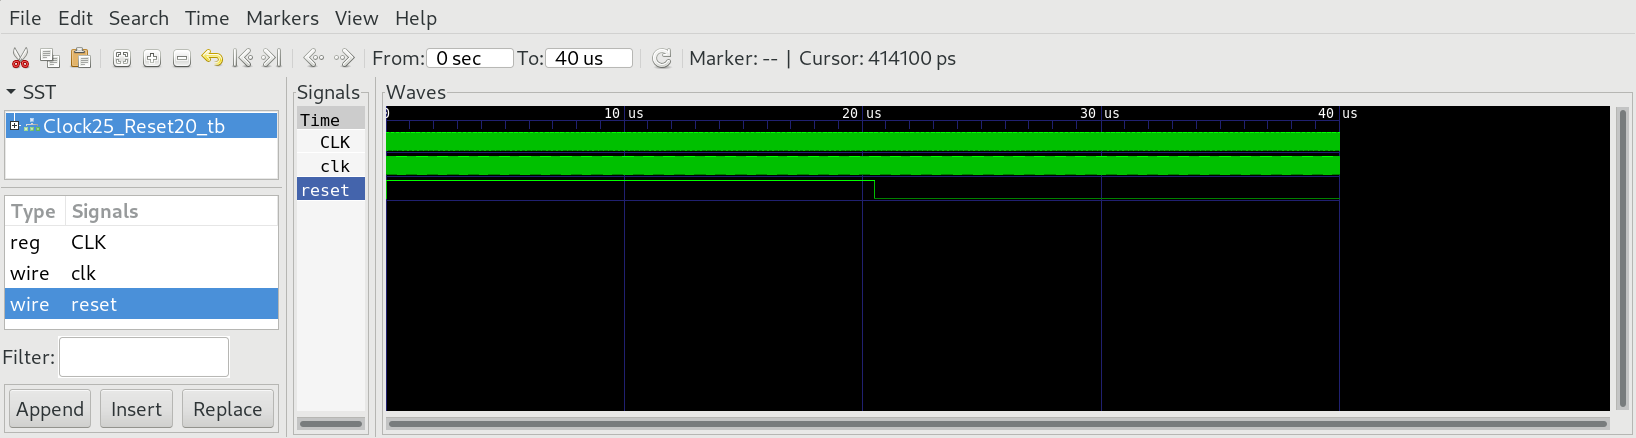 File Edit Search Time Markers View Help
From: 0 sec To: 40 us Marker: -- | Cursor: 414100 ps
SST
Clock25_Reset20_tb
Type Signals
reg CLK
wire clk
wire reset
Filter:
Append Insert Replace
Signals
Time
CLK
clk
reset
Waves
0 10 us 20 us 30 us 40 us